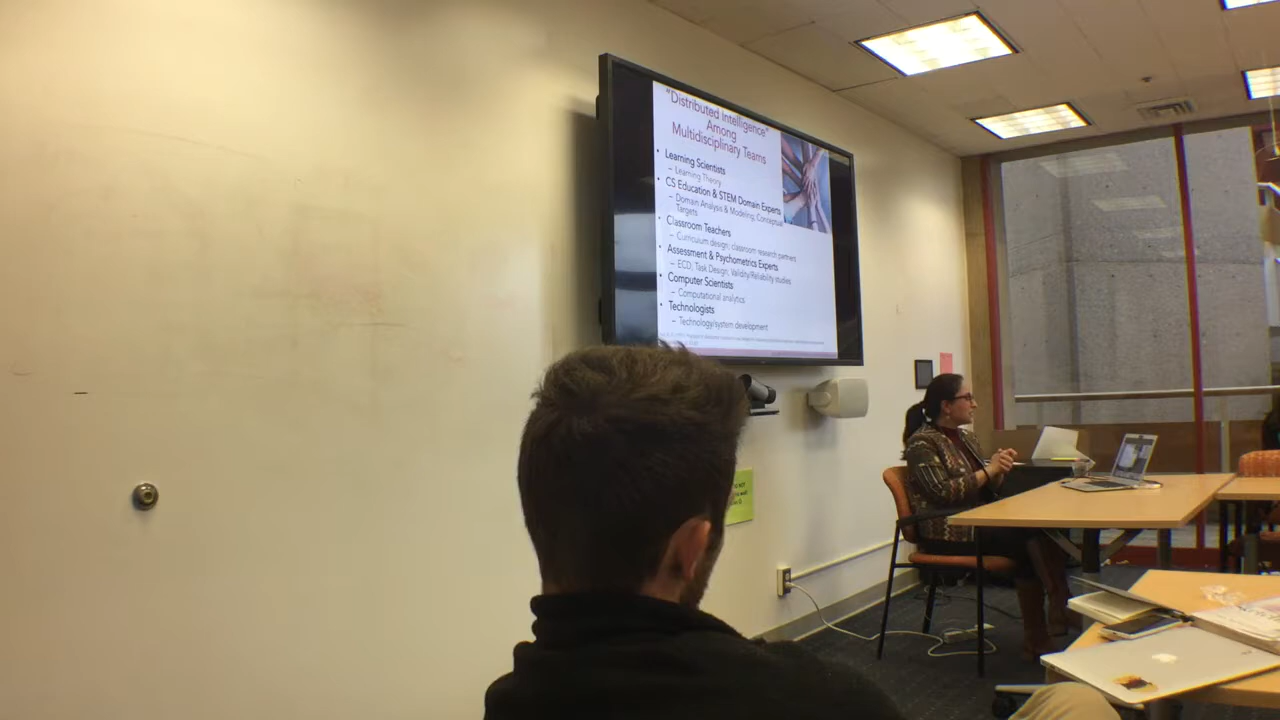 "Distributed Intelligence"
Among
Multidisciplinary Teams
• Learning Scientists
– Learning Theory
• CS Education & STEM Domain Experts
– Domain Analysis & Modeling; Conceptual
Targets
• Classroom Teachers
– Curriculum design; classroom research partners
• Assessment & Psychometrics Experts
– ECD, Task Design; Validity/Reliability studies
• Computer Scientists
– Computational analytics
• Technologists
– Technology/system development